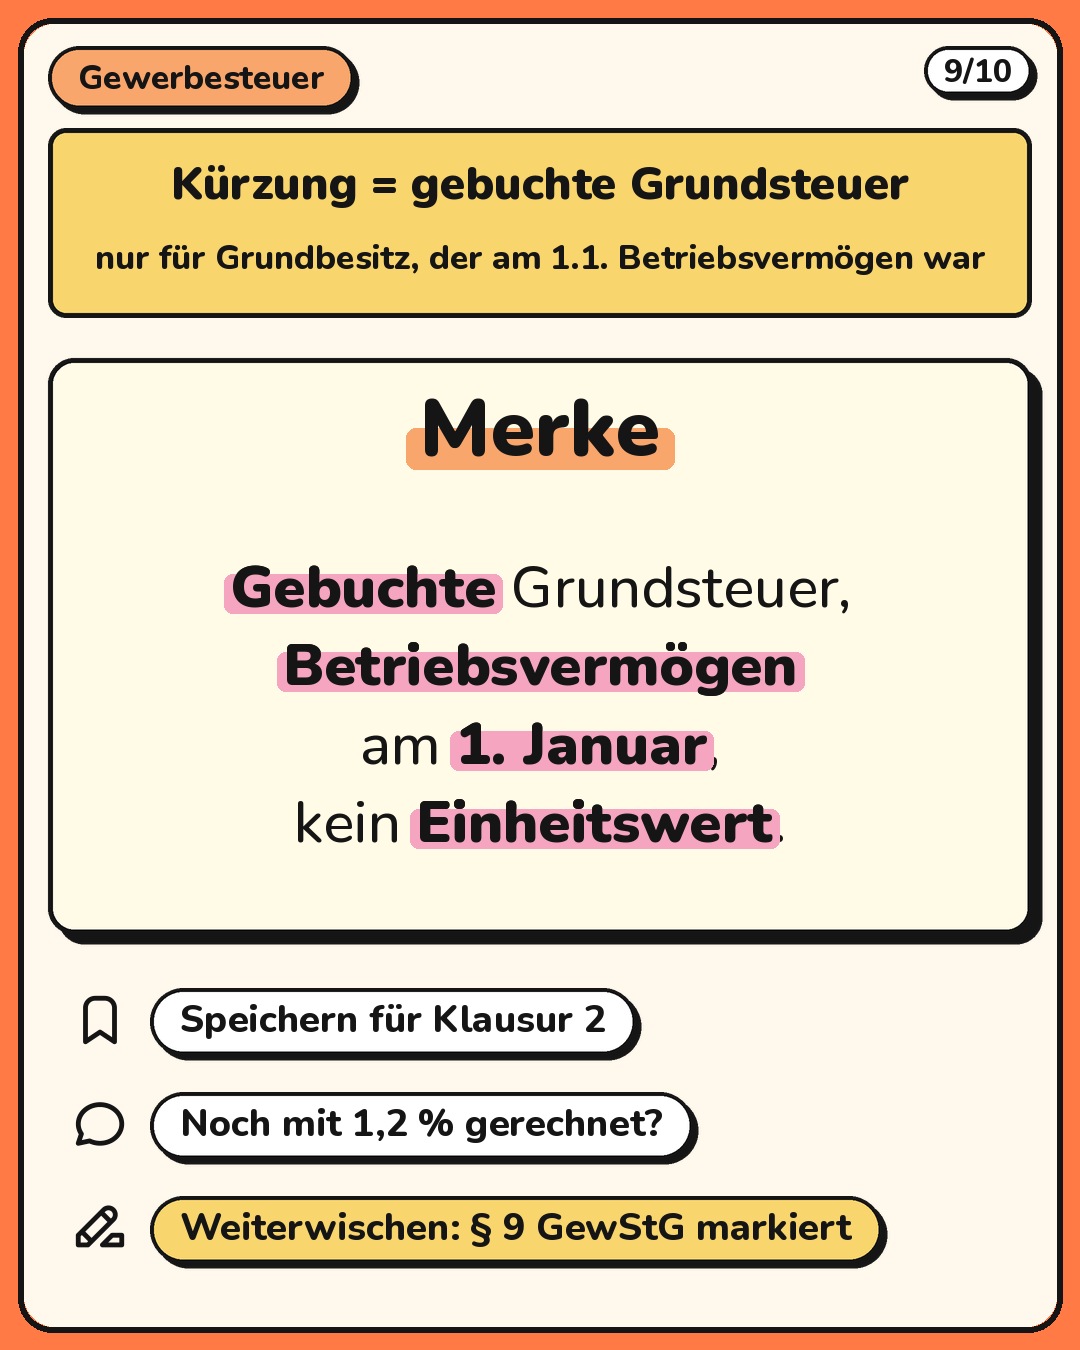 Gewerbesteuer
9/10
Kürzung = gebuchte Grundsteuer
nur für Grundbesitz, der am 1.1. Betriebsvermögen war
Merke
Gebuchte Grundsteuer,
Betriebsvermögen
am 1. Januar,
kein Einheitswert.
Speichern für Klausur 2
Noch mit 1,2 % gerechnet?
Weiterwischen: § 9 GewStG markiert